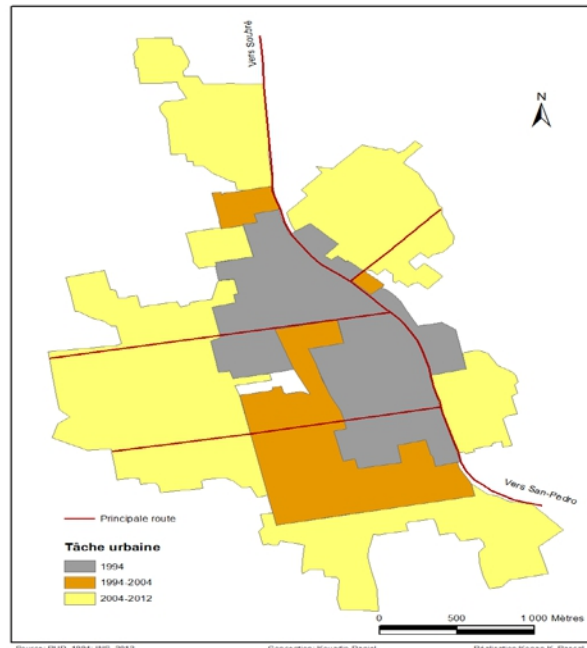 Vers Soubré
N
Vers San-Pedro
Principale route
Tâche urbaine
1994
1994-2004
2004-2012
0 500 1 000 Mètres